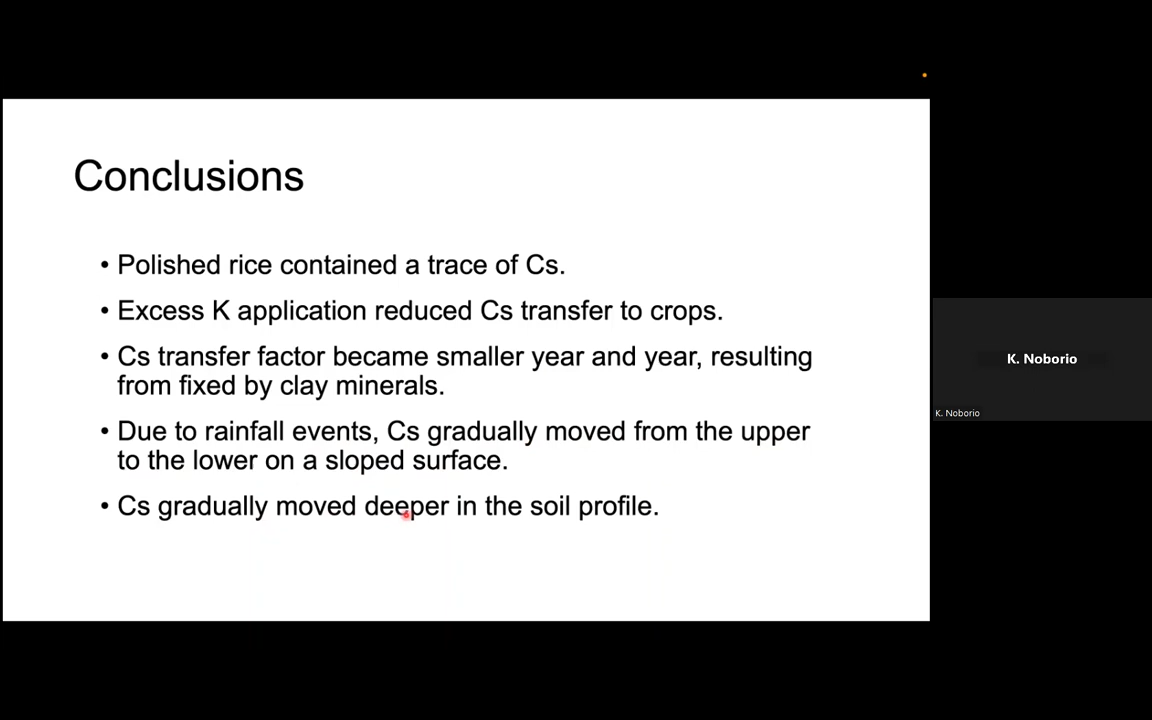 Conclusions
• Polished rice contained a trace of Cs.
• Excess K application reduced Cs transfer to crops.
• Cs transfer factor became smaller year and year, resulting
from fixed by clay minerals.
• Due to rainfall events, Cs gradually moved from the upper
to the lower on a sloped surface.
• Cs gradually moved deeper in the soil profile.
K. Noborio
K. Noborio